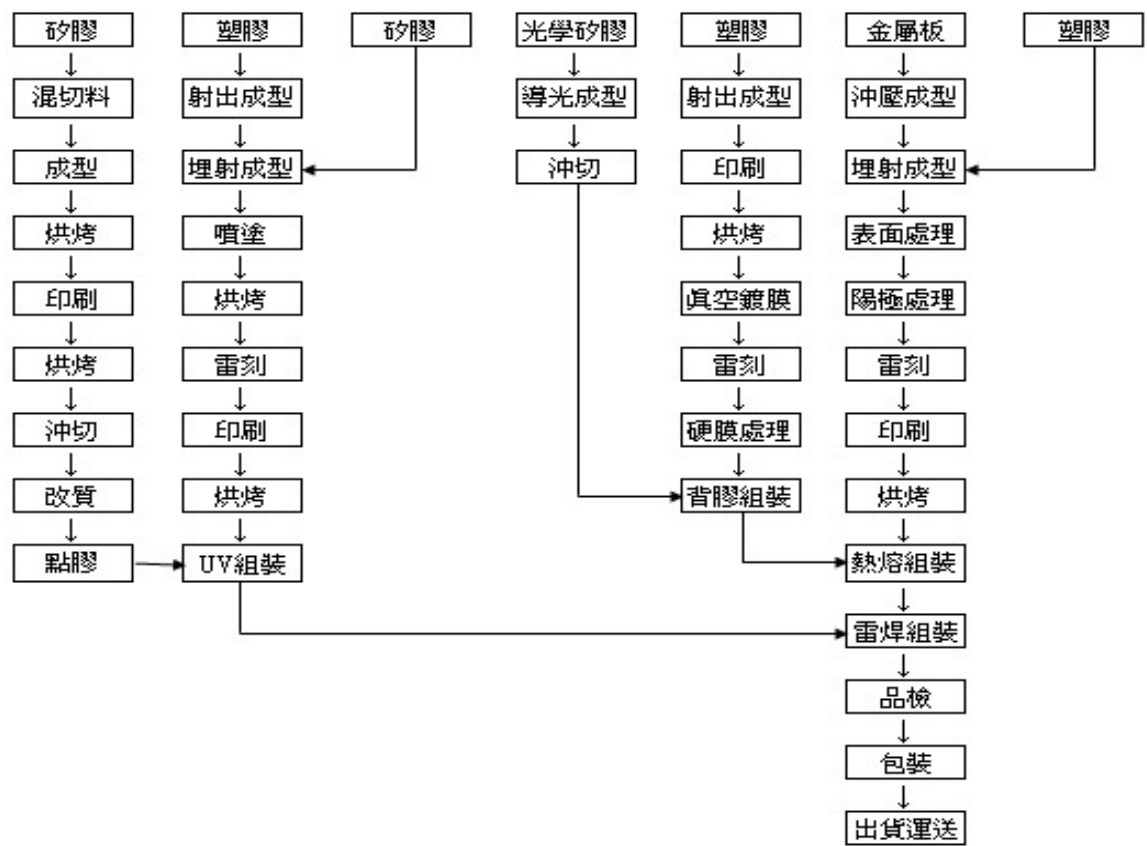 矽膠
塑膠
矽膠
光學矽膠
塑膠
金屬板
塑膠
混切料
射出成型
導光成型
射出成型
沖壓成型
成型
埋射成型
沖切
印刷
埋射成型
烘烤
噴塗
烘烤
表面處理
印刷
烘烤
眞空鍍膜
陽極處理
烘烤
雷刻
雷刻
雷刻
沖切
印刷
硬膜處理
印刷
改質
烘烤
背膠組裝
烘烤
點膠
UV組裝
熱熔組裝
雷焊組裝
品檢
包裝
出貨運送